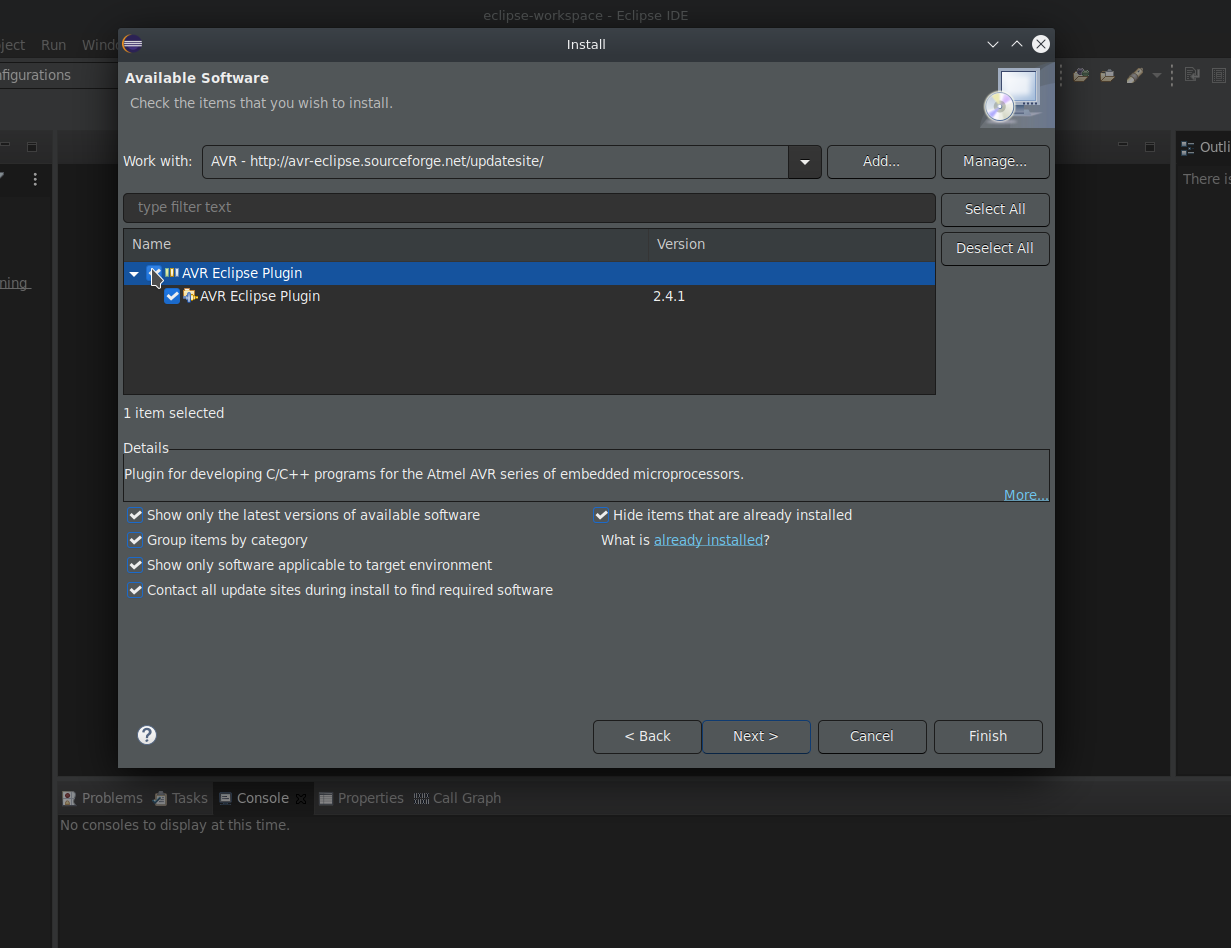 eclipse-workspace - Eclipse IDE
ject Run Wind
Install
nfigurations
Available Software
Check the items that you wish to install.
Work with: AVR - http://avr-eclipse.sourceforge.net/updatesite/ Add... Manage...
Outli
There is
type filter text
Select All
Name Version
Deselect All
AVR Eclipse Plugin
ning
AVR Eclipse Plugin 2.4.1
1 item selected
Details
Plugin for developing C/C++ programs for the Atmel AVR series of embedded microprocessors.
More...
Show only the latest versions of available software Hide items that are already installed
Group items by category What is already installed?
Show only software applicable to target environment
Contact all update sites during install to find required software
? < Back Next > Cancel Finish
Problems Tasks Console Properties Call Graph
No consoles to display at this time.